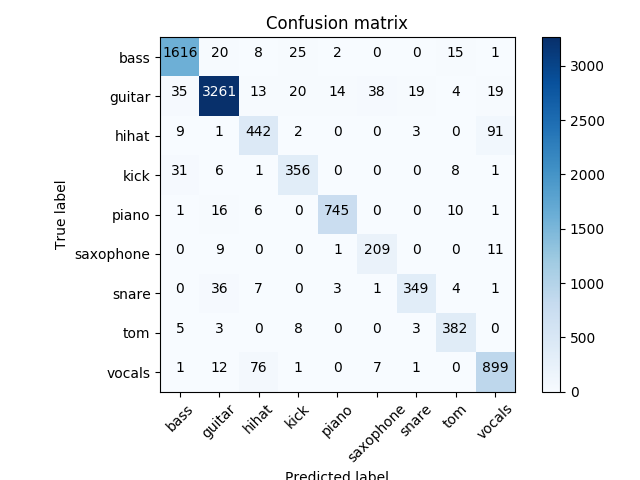 Confusion matrix
bass 1616 20 8 25 2 0 0 15 1
guitar 35 3261 13 20 14 38 19 4 19
hihat 9 1 442 2 0 0 3 0 91
kick 31 6 1 356 0 0 0 8 1
piano 1 16 6 0 745 0 0 10 1
saxophone 0 9 0 0 1 209 0 0 11
snare 0 36 7 0 3 1 349 4 1
tom 5 3 0 8 0 0 3 382 0
vocals 1 12 76 1 0 7 1 0 899
bass guitar hihat kick piano saxophone snare tom vocals
True label
Predicted label
3000
2500
2000
1500
1000
500
0